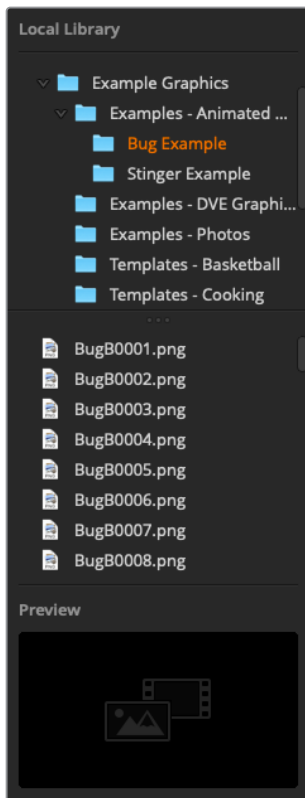 Local Library
Example Graphics
Examples - Animated ...
Bug Example
Stinger Example
Examples - DVE Graphi...
Examples - Photos
Templates - Basketball
Templates - Cooking
BugB0001.png
BugB0002.png
BugB0003.png
BugB0004.png
BugB0005.png
BugB0006.png
BugB0007.png
BugB0008.png
Preview